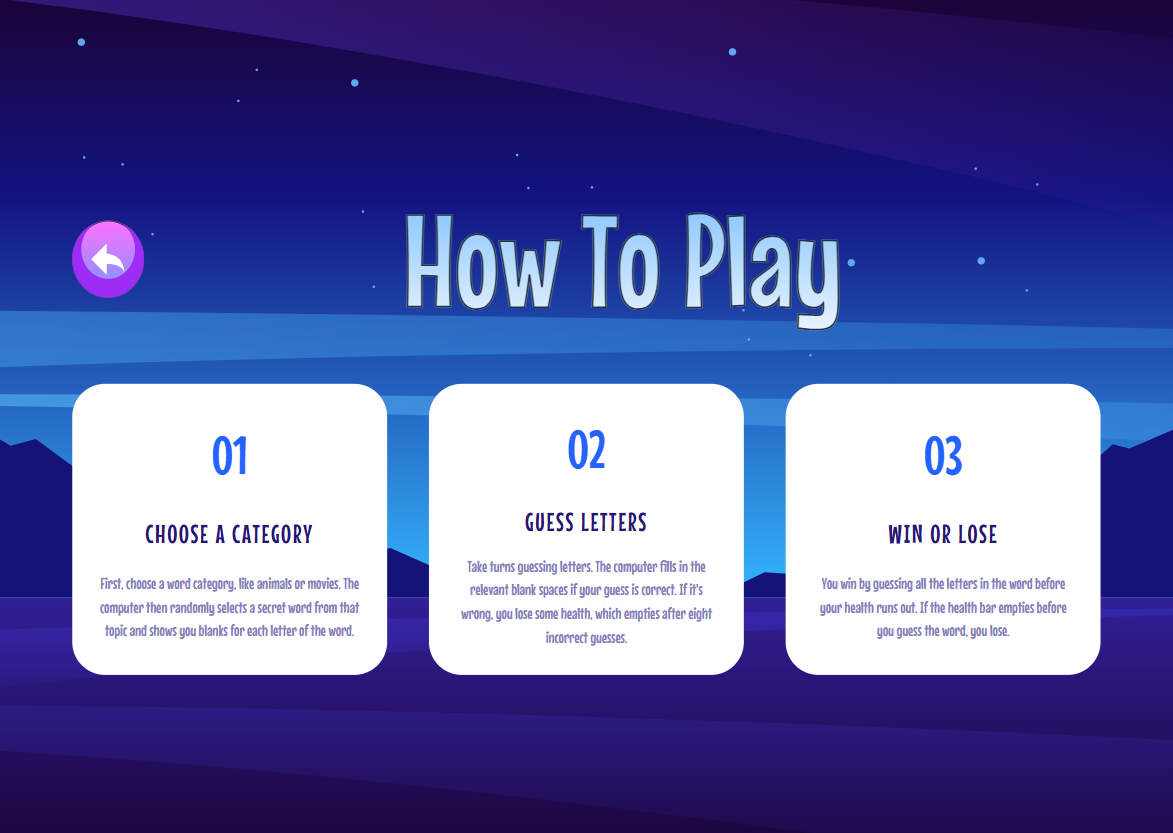 How To Play
01
CHOOSE A CATEGORY
First, choose a word category, like animals or movies. The
computer then randomly selects a secret word from that
topic and shows you blanks for each letter of the word.
02
GUESS LETTERS
Take turns guessing letters. The computer fills in the
relevant blank spaces if your guess is correct. If it's
wrong, you lose some health, which empties after eight
incorrect guesses.
03
WIN OR LOSE
You win by guessing all the letters in the word before
your health runs out. If the health bar empties before
you guess the word, you lose.